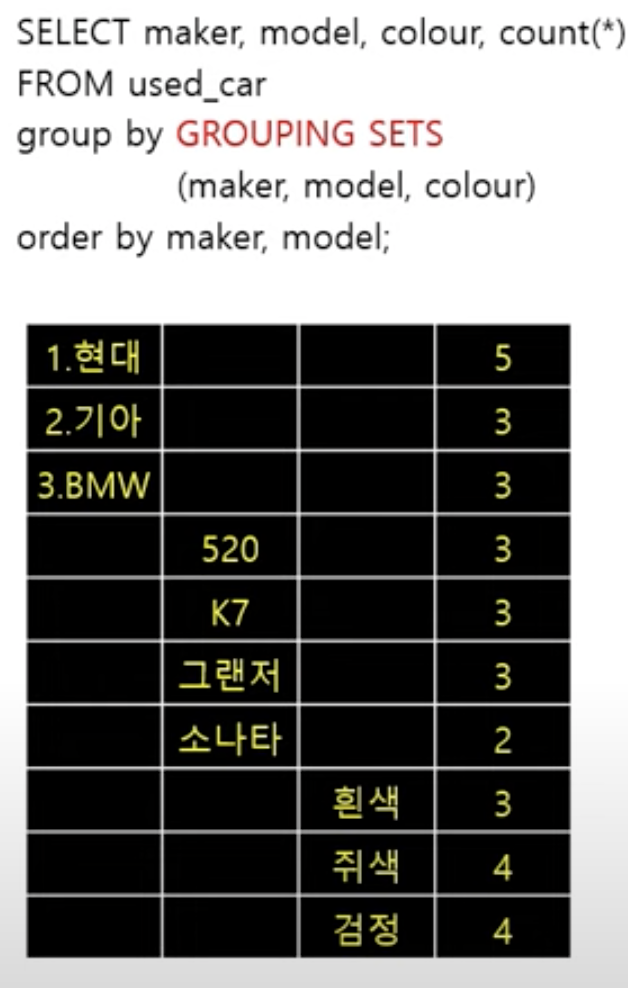 SELECT maker, model, colour, count(*)
FROM used_car
group by GROUPING SETS
(maker, model, colour)
order by maker, model;
1.현대 5
2.기아 3
3.BMW 3
520 3
K7 3
그랜저 3
소나타 2
흰색 3
쥐색 4
검정 4